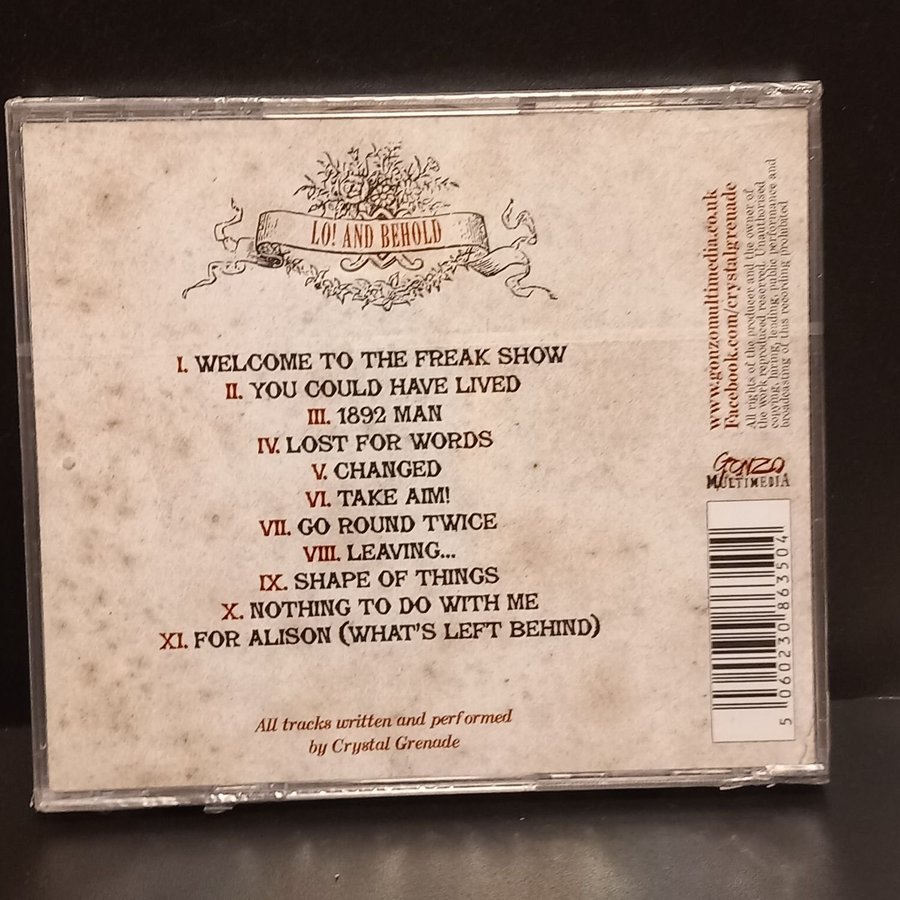 LO! AND BEHOLD
I. WELCOME TO THE FREAK SHOW
II. YOU COULD HAVE LIVED
III. 1892 MAN
IV. LOST FOR WORDS
V. CHANGED
VI. TAKE AIM!
VII. GO ROUND TWICE
VIII. LEAVING...
IX. SHAPE OF THINGS
X. NOTHING TO DO WITH ME
XI. FOR ALISON (WHAT'S LEFT BEHIND)
All tracks written and performed
by Crystal Grenade
www.gonzomultimedia.co.uk
Facebook.com/crystalgrenade
All rights of the producer and the owner of
the work reproduced reserved. Unauthorised
copying, hiring, lending, public performance and
broadcasting of this recording prohibited
GONZO
MULTIMEDIA
5 060230 863504